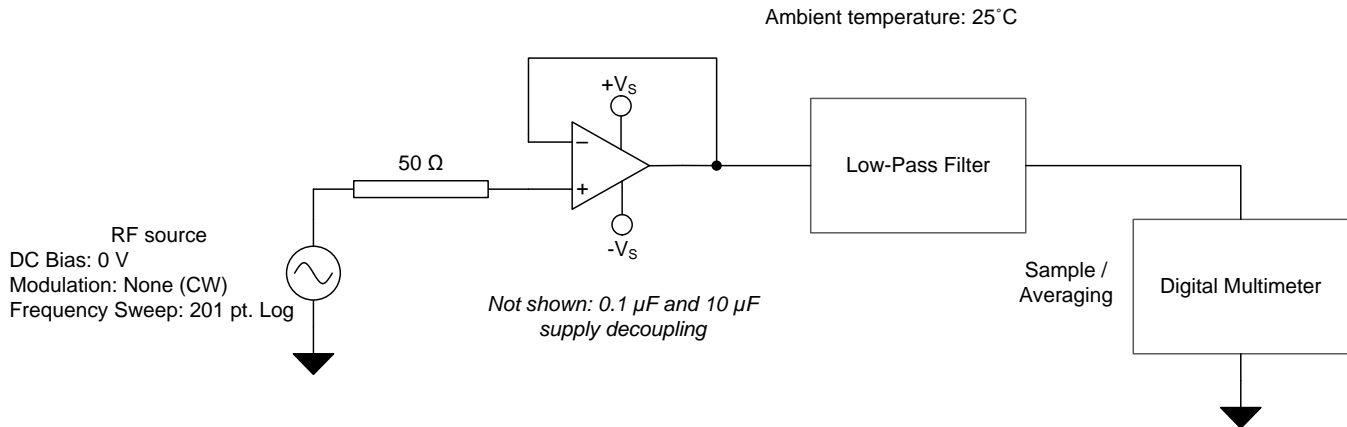 Ambient temperature: 25˚C
+VS
−
50 Ω
+
Low-Pass Filter
-VS
RF source
DC Bias: 0 V
Modulation: None (CW)
Frequency Sweep: 201 pt. Log
Not shown: 0.1 µF and 10 µF
supply decoupling
Sample /
Averaging
Digital Multimeter